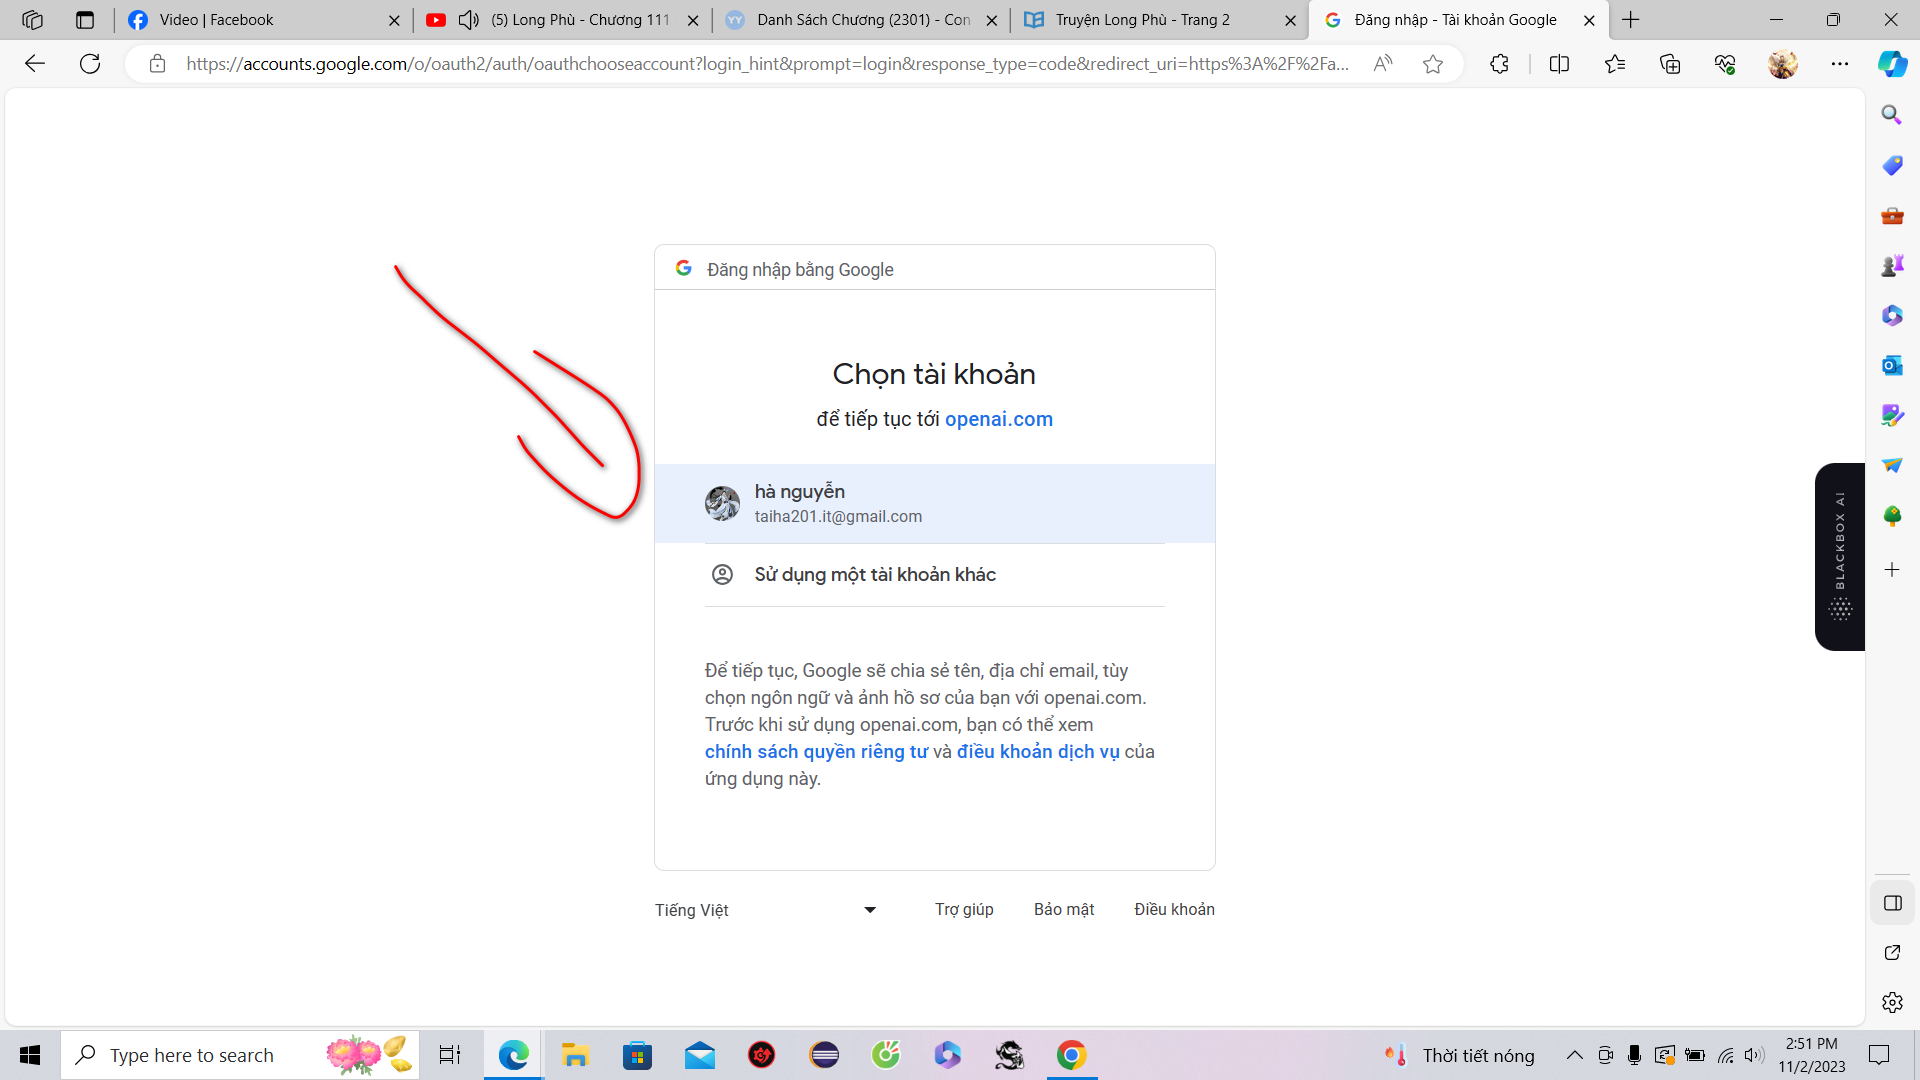 Video | Facebook
(5) Long Phù - Chương 111
YY
Danh Sách Chương (2301) - Con
Truyện Long Phù - Trang 2
Đăng nhập - Tài khoản Google
https://accounts.google.com/o/oauth2/auth/oauthchooseaccount?login_hint&prompt=login&response_type=code&redirect_uri=https%3A%2F%2Fa...
Đăng nhập bằng Google
Chọn tài khoản
để tiếp tục tới openai.com
hà nguyễn
taiha201.it@gmail.com
Sử dụng một tài khoản khác
Để tiếp tục, Google sẽ chia sẻ tên, địa chỉ email, tùy
chọn ngôn ngữ và ảnh hồ sơ của bạn với openai.com.
Trước khi sử dụng openai.com, bạn có thể xem
chính sách quyền riêng tư và điều khoản dịch vụ của
ứng dụng này.
Tiếng Việt
Trợ giúp
Bảo mật
Điều khoản
BLACKBOX AI
Type here to search
Thời tiết nóng
2:51 PM
11/2/2023